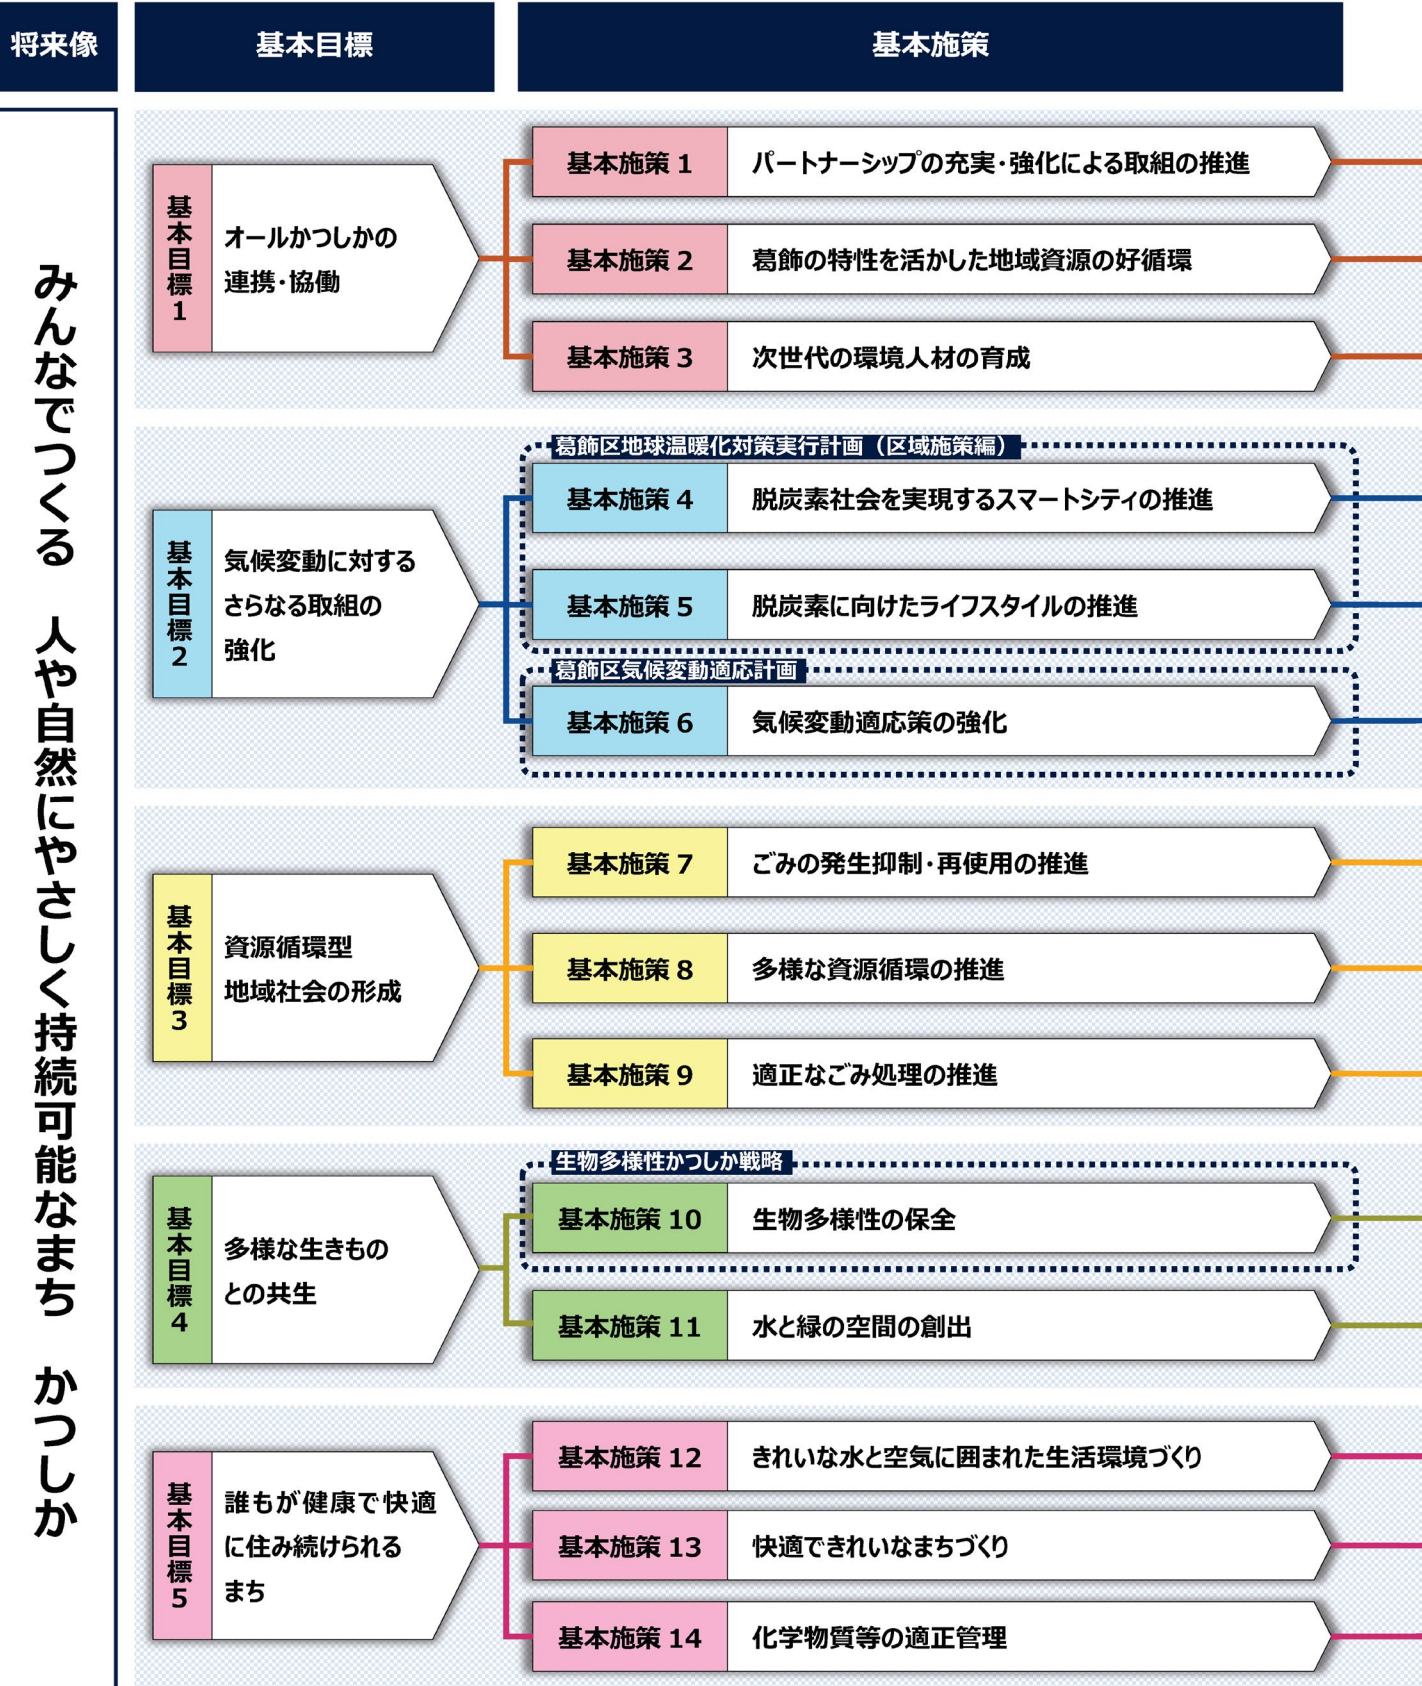 将来像
基本目標
基本施策
みんなでつくる　人や自然にやさしく持続可能なまち　かつしか
基本目標1
オールかつしかの
連携・協働
基本施策 1
パートナーシップの充実・強化による取組の推進
基本施策 2
葛飾の特性を活かした地域資源の好循環
基本施策 3
次世代の環境人材の育成
基本目標2
気候変動に対する
さらなる取組の
強化
葛飾区地球温暖化対策実行計画（区域施策編）
基本施策 4
脱炭素社会を実現するスマートシティの推進
基本施策 5
脱炭素に向けたライフスタイルの推進
葛飾区気候変動適応計画
基本施策 6
気候変動適応策の強化
基本目標3
資源循環型
地域社会の形成
基本施策 7
ごみの発生抑制・再使用の推進
基本施策 8
多様な資源循環の推進
基本施策 9
適正なごみ処理の推進
基本目標4
多様な生きもの
との共生
生物多様性かつしか戦略
基本施策 10
生物多様性の保全
基本施策 11
水と緑の空間の創出
基本目標5
誰もが健康で快適
に住み続けられる
まち
基本施策 12
きれいな水と空気に囲まれた生活環境づくり
基本施策 13
快適できれいなまちづくり
基本施策 14
化学物質等の適正管理